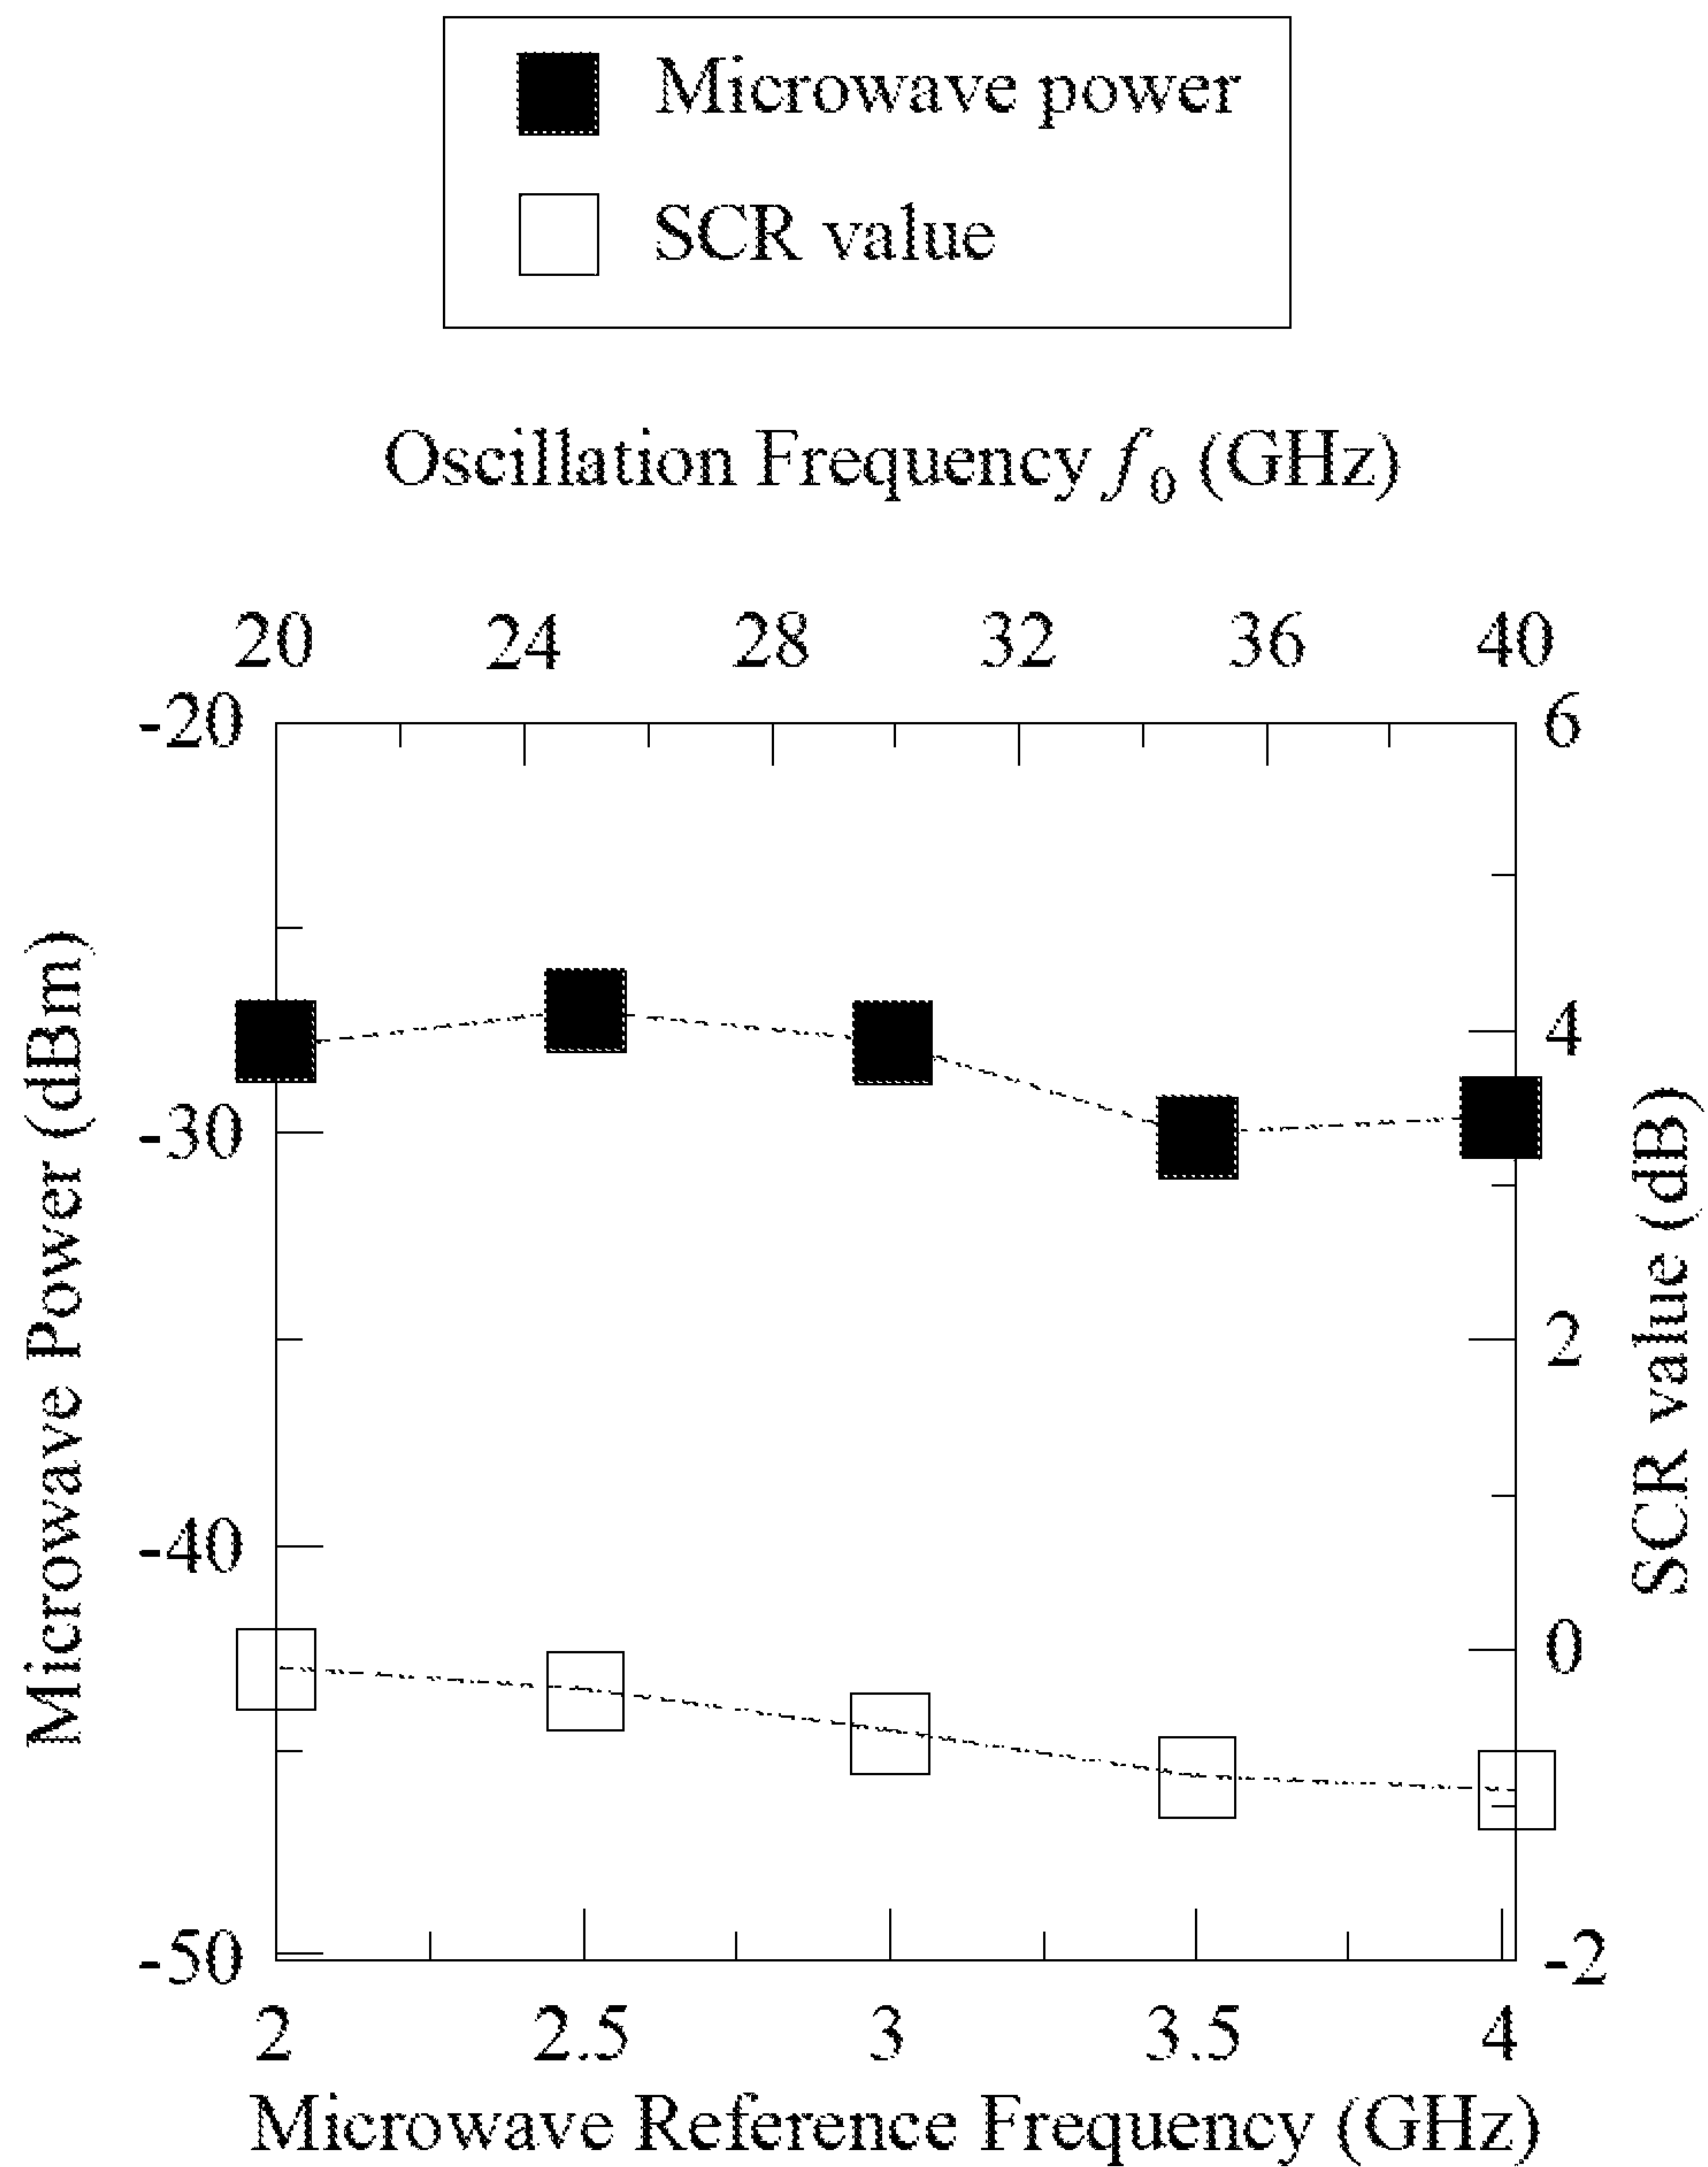 Microwave power
SCR value
Oscillation Frequency f0 (GHz)
20 24 28 32 36 40
-20 6
4
-30
2
-40
0
-50 -2
Microwave Power (dBm)
SCR value (dB)
2 2.5 3 3.5 4
Microwave Reference Frequency (GHz)